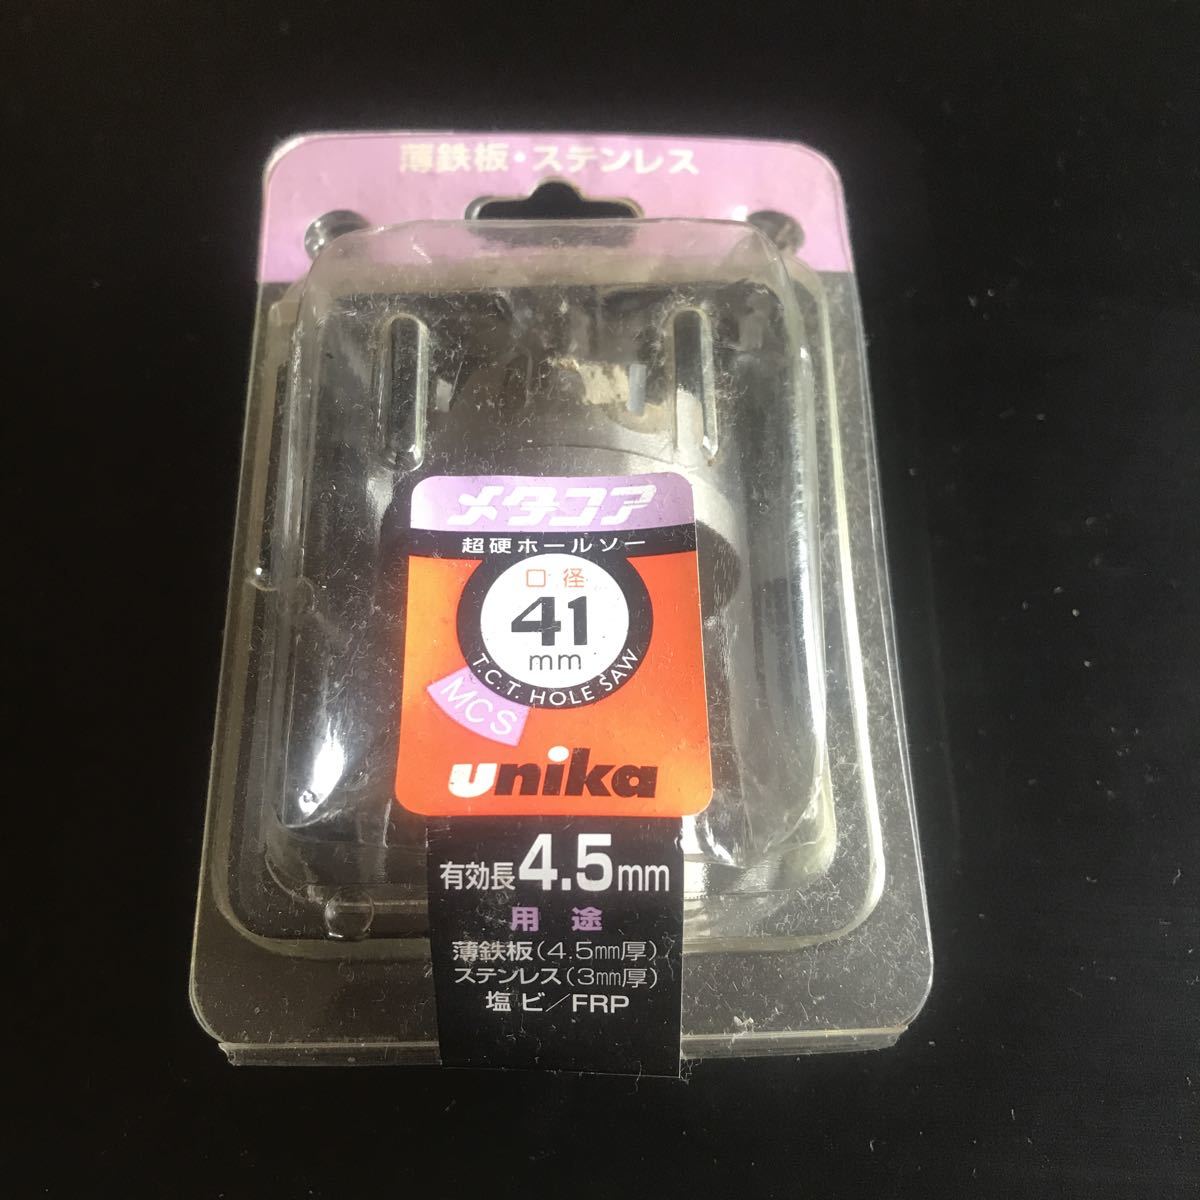 薄鉄板・ステンレス
メタコア
超硬ホールソー
口径
41
mm
T.C.T. HOLE SAW
MCS
unika
有効長4.5mm
用途
薄鉄板(4.5mm厚)
ステンレス(3mm厚)
塩ビ/FRP